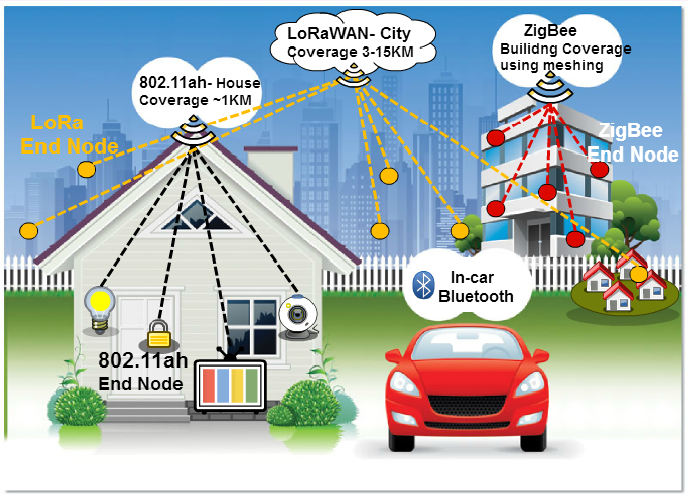 LoRaWAN- City
Coverage 3-15KM
ZigBee
Builidng Coverage
using meshing
802.11ah- House
Coverage ~1KM
LoRa
End Node
ZigBee
End Node
In-car
Bluetooth
802.11ah
End Node